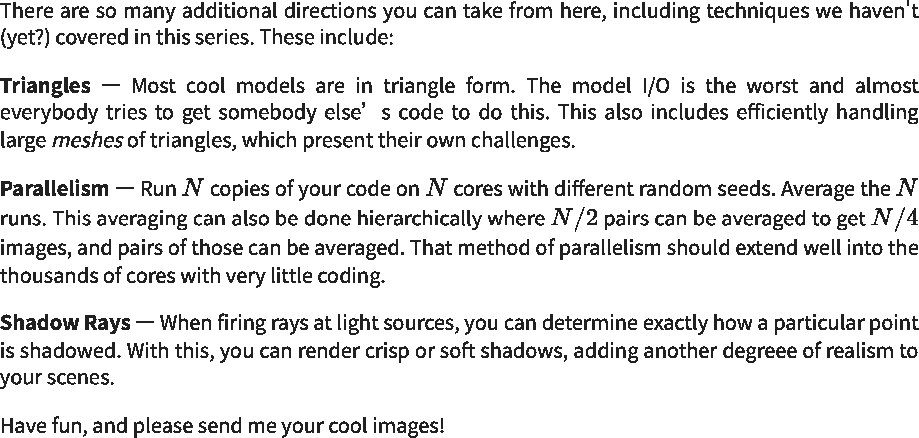 There are so many additional directions you can take from here, including techniques we haven't
(yet?) covered in this series. These include:
Triangles — Most cool models are in triangle form. The model I/O is the worst and almost
everybody tries to get somebody else’s code to do this. This also includes efficiently handling
large meshes of triangles, which present their own challenges.
Parallelism — Run N copies of your code on N cores with different random seeds. Average the N
runs. This averaging can also be done hierarchically where N/2 pairs can be averaged to get N/4
images, and pairs of those can be averaged. That method of parallelism should extend well into the
thousands of cores with very little coding.
Shadow Rays — When firing rays at light sources, you can determine exactly how a particular point
is shadowed. With this, you can render crisp or soft shadows, adding another degreee of realism to
your scenes.
Have fun, and please send me your cool images!